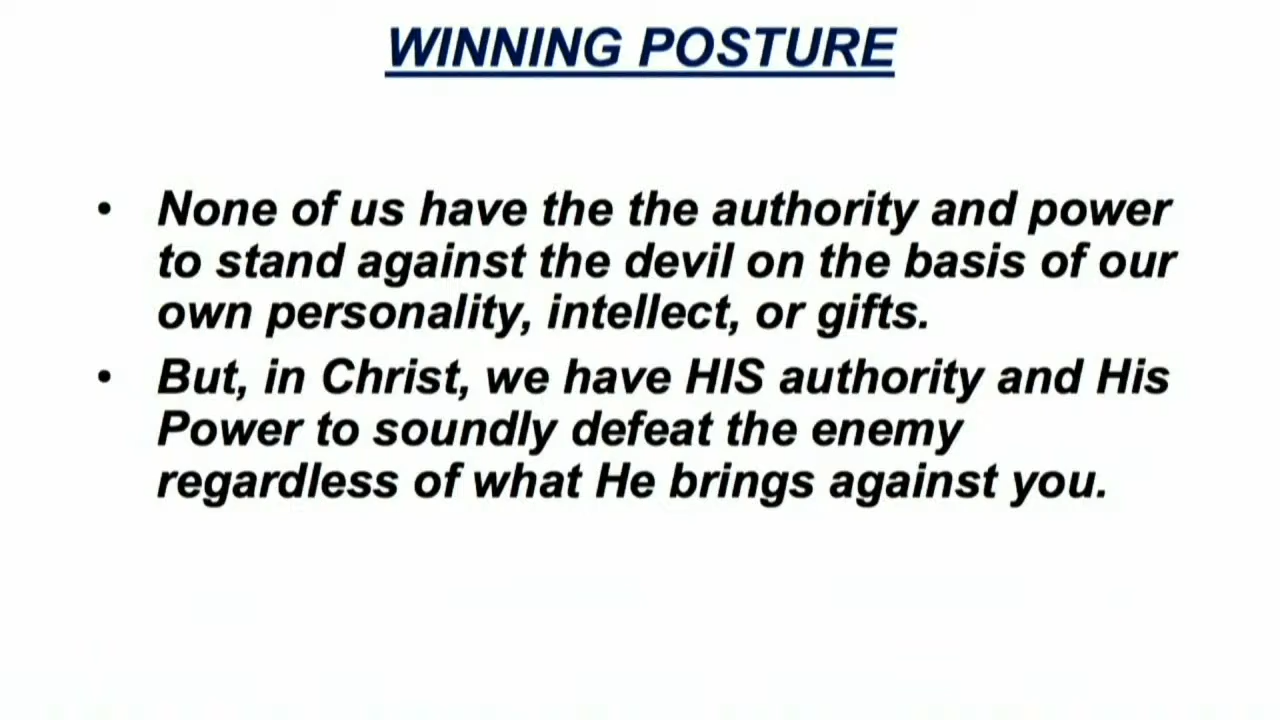 WINNING POSTURE
• None of us have the the authority and power
to stand against the devil on the basis of our
own personality, intellect, or gifts.
• But, in Christ, we have HIS authority and His
Power to soundly defeat the enemy
regardless of what He brings against you.